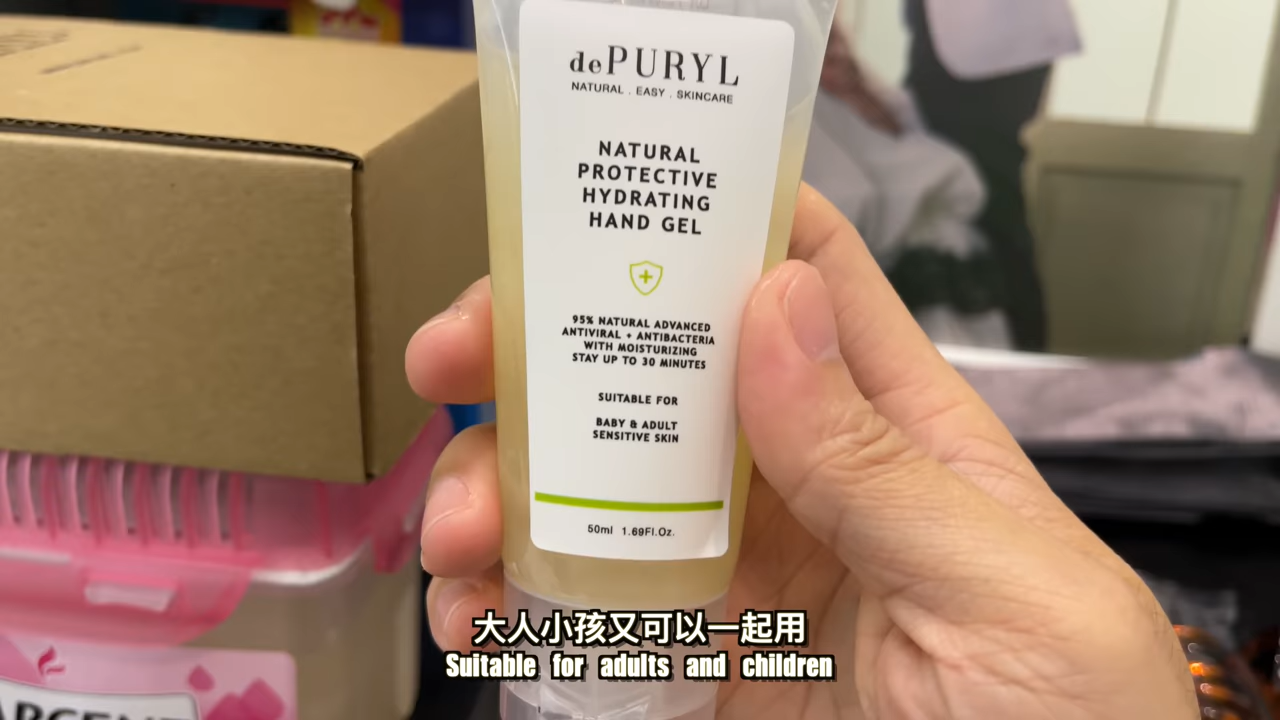 dePURYL
NATURAL . EASY . SKINCARE
NATURAL
PROTECTIVE
HYDRATING
HAND GEL
95% NATURAL ADVANCED
ANTIVIRAL + ANTIBACTERIA
WITH MOISTURIZING
STAY UP TO 30 MINUTES
SUITABLE FOR
BABY & ADULT
SENSITIVE SKIN
50ml 1.69Fl.Oz.
大人小孩又可以一起用
Suitable for adults and children